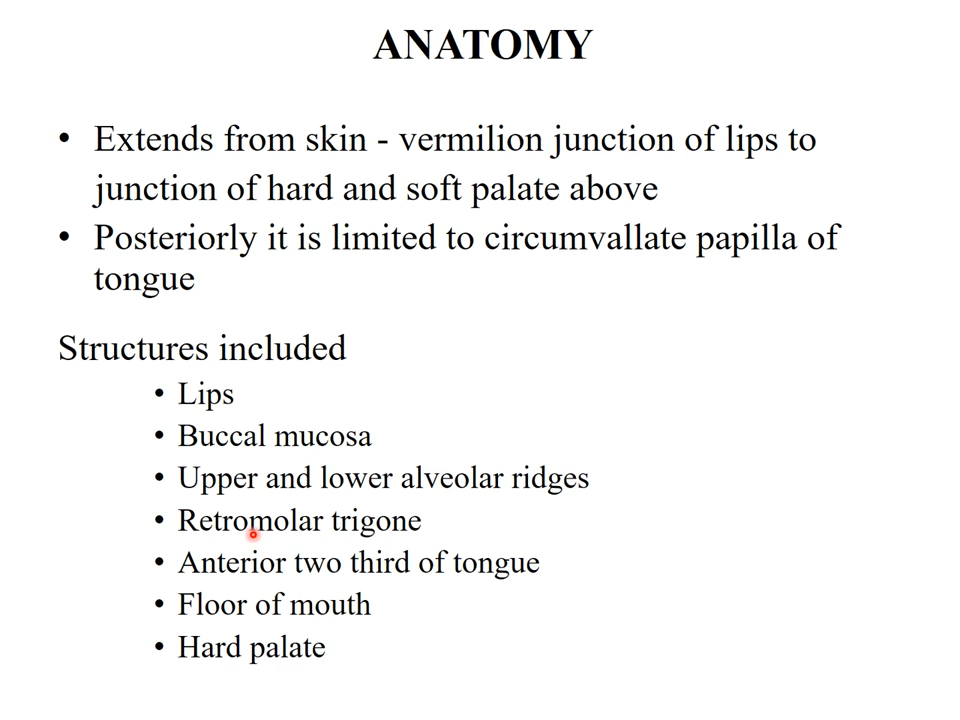 ANATOMY
• Extends from skin - vermilion junction of lips to
junction of hard and soft palate above
• Posteriorly it is limited to circumvallate papilla of
tongue
Structures included
• Lips
• Buccal mucosa
• Upper and lower alveolar ridges
• Retromolar trigone
• Anterior two third of tongue
• Floor of mouth
• Hard palate